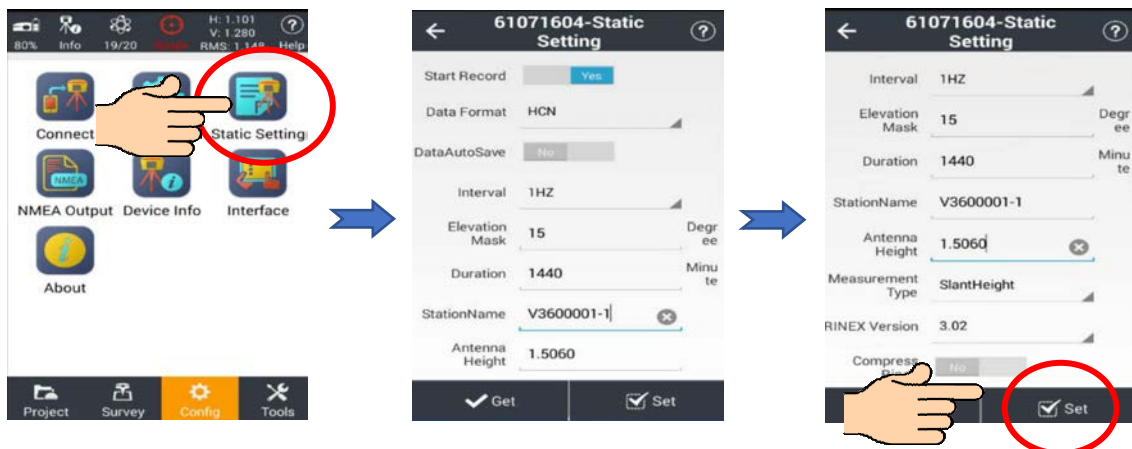 H: 1.101
V: 1.280
80% Info 19/20 RMS: 1.148 Help
Connect Static Setting
NMEA
NMEA Output Device Info Interface
About
Project Survey Config Tools
61071604-Static
Setting
Start Record Yes
Data Format HCN
DataAutoSave No
Interval 1HZ
Elevation
Mask 15 Degr
ee
Duration 1440 Minu
te
StationName V3600001-1
Antenna
Height 1.5060
Get Set
61071604-Static
Setting
Interval 1HZ
Elevation
Mask 15 Degr
ee
Duration 1440 Minu
te
StationName V3600001-1
Antenna
Height 1.5060
Measurement
Type SlantHeight
RINEX Version 3.02
Compress No
Set